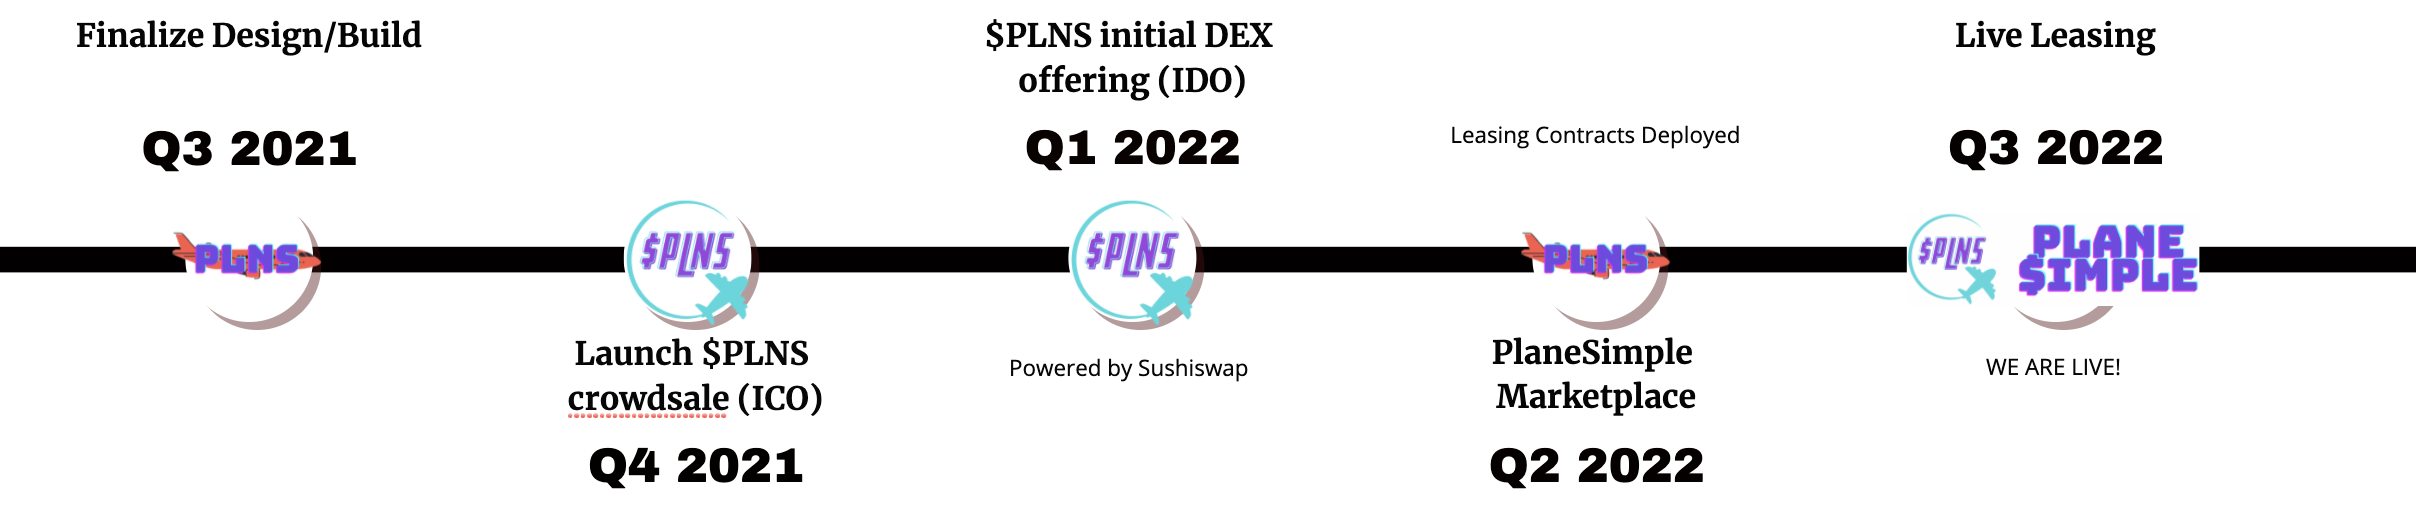 Finalize Design/Build
Q3 2021
PLNS
$PLNS
Launch $PLNS
crowdsale (ICO)
Q4 2021
$PLNS initial DEX
offering (IDO)
Q1 2022
$PLNS
Powered by Sushiswap
Leasing Contracts Deployed
PLNS
PlaneSimple
Marketplace
Q2 2022
Live Leasing
Q3 2022
$PLNS
PLANE
$IMPLE
WE ARE LIVE!